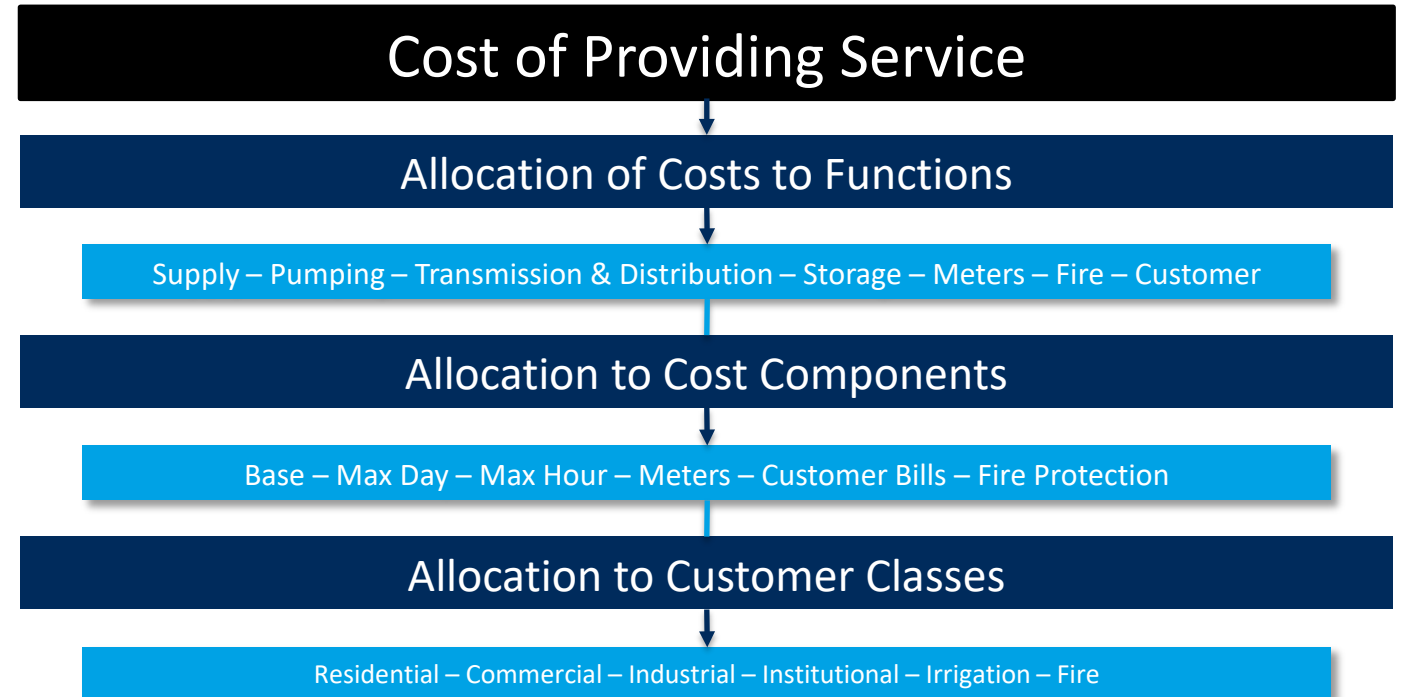 Cost of Providing Service
Allocation of Costs to Functions
Supply – Pumping – Transmission & Distribution – Storage – Meters – Fire – Customer
Allocation to Cost Components
Base – Max Day – Max Hour – Meters – Customer Bills – Fire Protection
Allocation to Customer Classes
Residential – Commercial – Industrial – Institutional – Irrigation – Fire